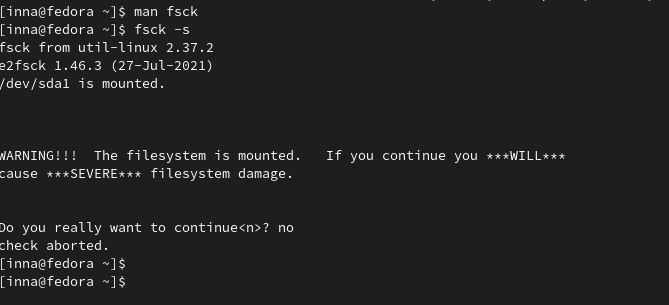 [inna@fedora ~]$ man fsck
[inna@fedora ~]$ fsck -s
fsck from util-linux 2.37.2
e2fsck 1.46.3 (27-Jul-2021)
/dev/sda1 is mounted.
WARNING!!!  The filesystem is mounted.   If you continue you ***WILL***
cause ***SEVERE*** filesystem damage.
Do you really want to continue<n>? no
check aborted.
[inna@fedora ~]$
[inna@fedora ~]$